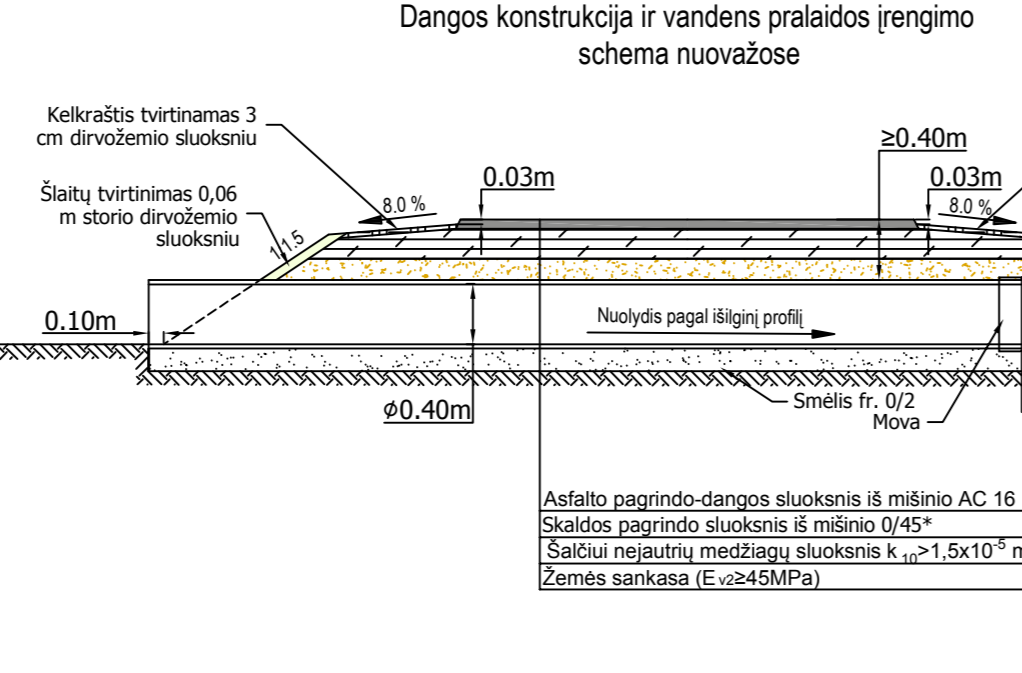 Dangos konstrukcija ir vandens pralaidos įrengimo
schema nuovažose
Kelkraštis tvirtinamas 3
cm dirvožemio sluoksniu
≥0.40m
0.03m
0.03m
Šlaitų tvirtinimas 0,06
m storio dirvožemio
sluoksniu
8.0 %
8.0 %
1:1.5
0.10m
Nuolydis pagal išilginį profilį
ϕ0.40m
Smėlis fr. 0/2
Mova
Asfalto pagrindo-dangos sluoksnis iš mišinio AC 16
Skaldos pagrindo sluoksnis iš mišinio 0/45*
Šalčiui nejautrių medžiagų sluoksnis k 10>1,5x10-5 m
Žemės sankasa (Ev2≥45MPa)